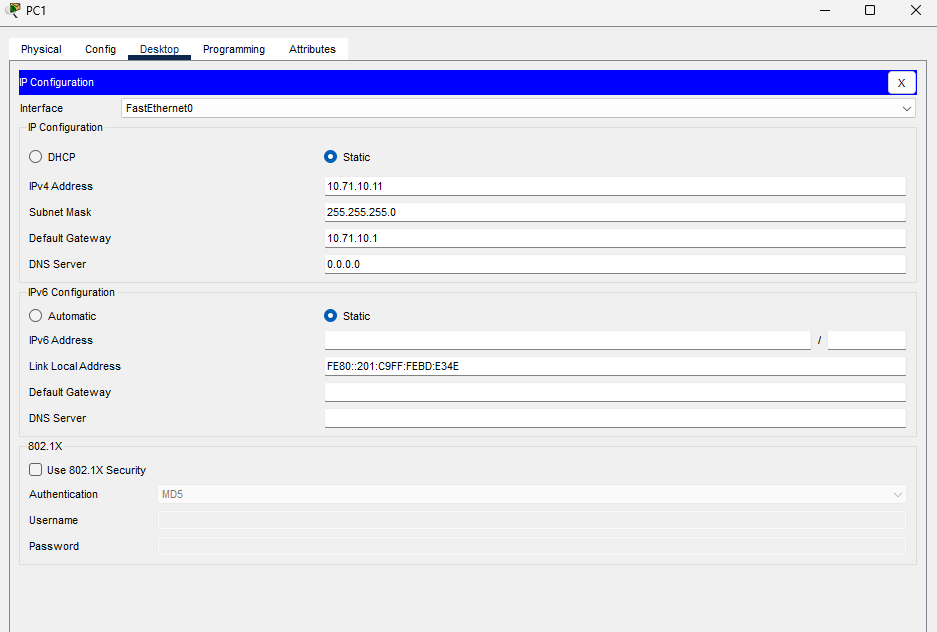 PC1
Physical Config Desktop Programming Attributes
IP Configuration
X
Interface FastEthernet0
IP Configuration
DHCP Static
IPv4 Address 10.71.10.11
Subnet Mask 255.255.255.0
Default Gateway 10.71.10.1
DNS Server 0.0.0.0
IPv6 Configuration
Automatic Static
IPv6 Address /
Link Local Address FE80::201:C9FF:FEBD:E34E
Default Gateway
DNS Server
802.1X
Use 802.1X Security
Authentication MD5
Username
Password